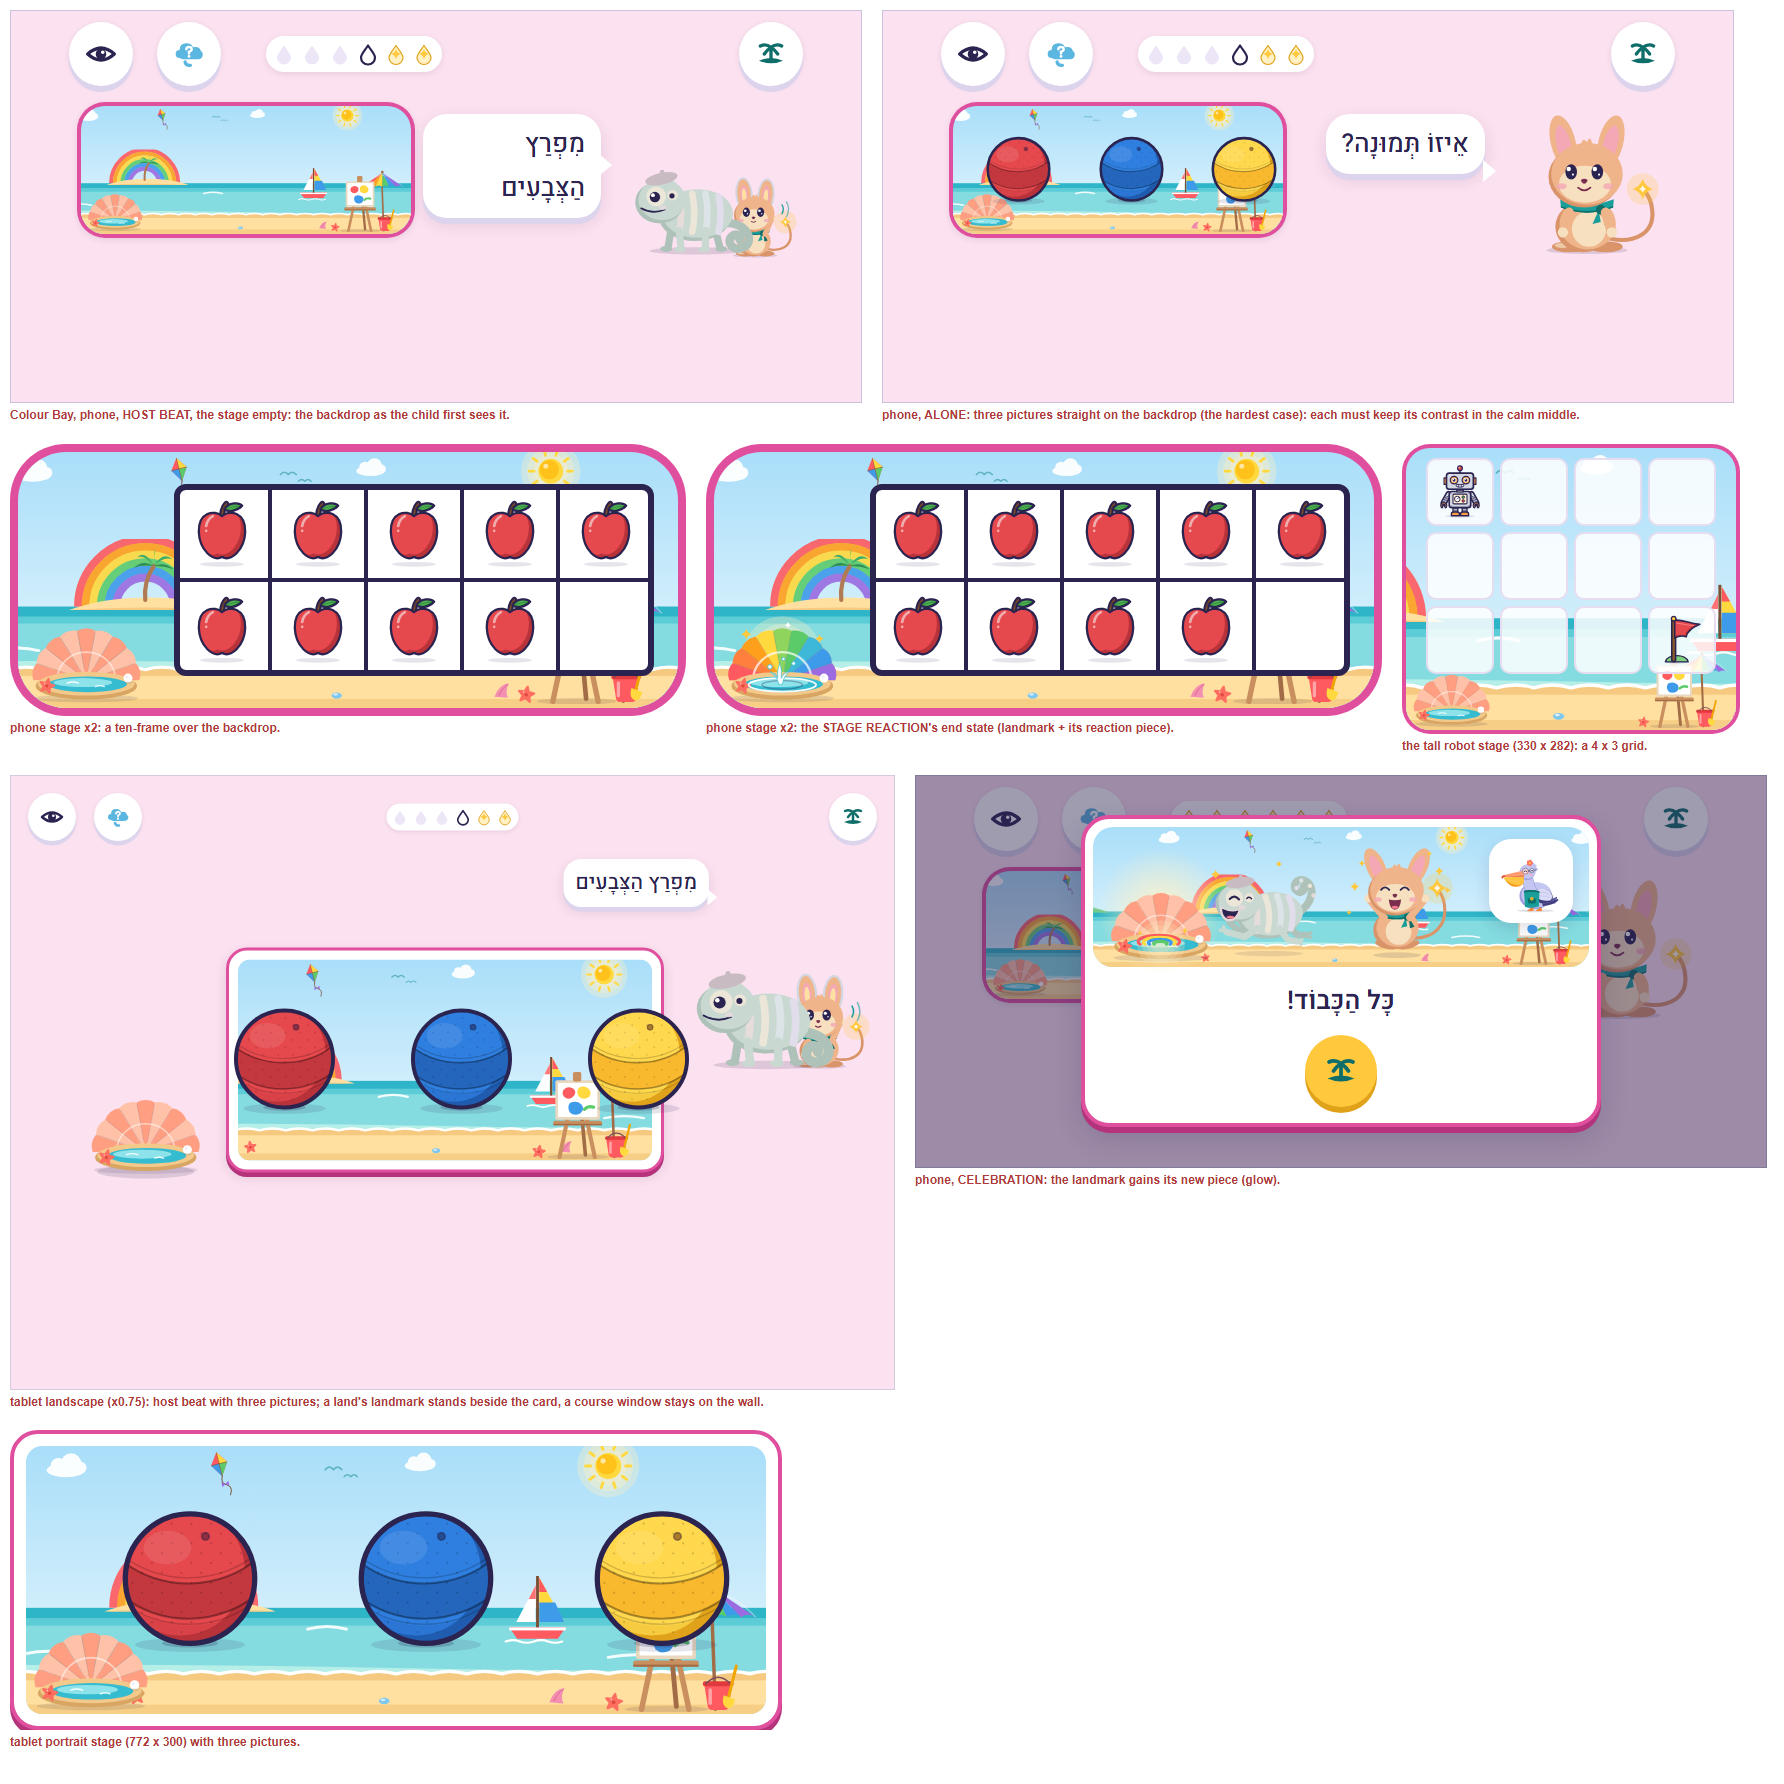 מִפְרַץ
הַצְּבָעִים
אֵיזוֹ תְּמוּנָה?
Colour Bay, phone, HOST BEAT, the stage empty: the backdrop as the child first sees it.
phone, ALONE: three pictures straight on the backdrop (the hardest case): each must keep its contrast in the calm middle.
phone stage x2: a ten-frame over the backdrop.
phone stage x2: the STAGE REACTION's end state (landmark + its reaction piece).
the tall robot stage (330 x 282): a 4 x 3 grid.
מִפְרַץ הַצְּבָעִים
כָּל הַכָּבוֹד!
phone, CELEBRATION: the landmark gains its new piece (glow).
tablet landscape (x0.75): host beat with three pictures; a land's landmark stands beside the card, a course window stays on the wall.
tablet portrait stage (772 x 300) with three pictures.